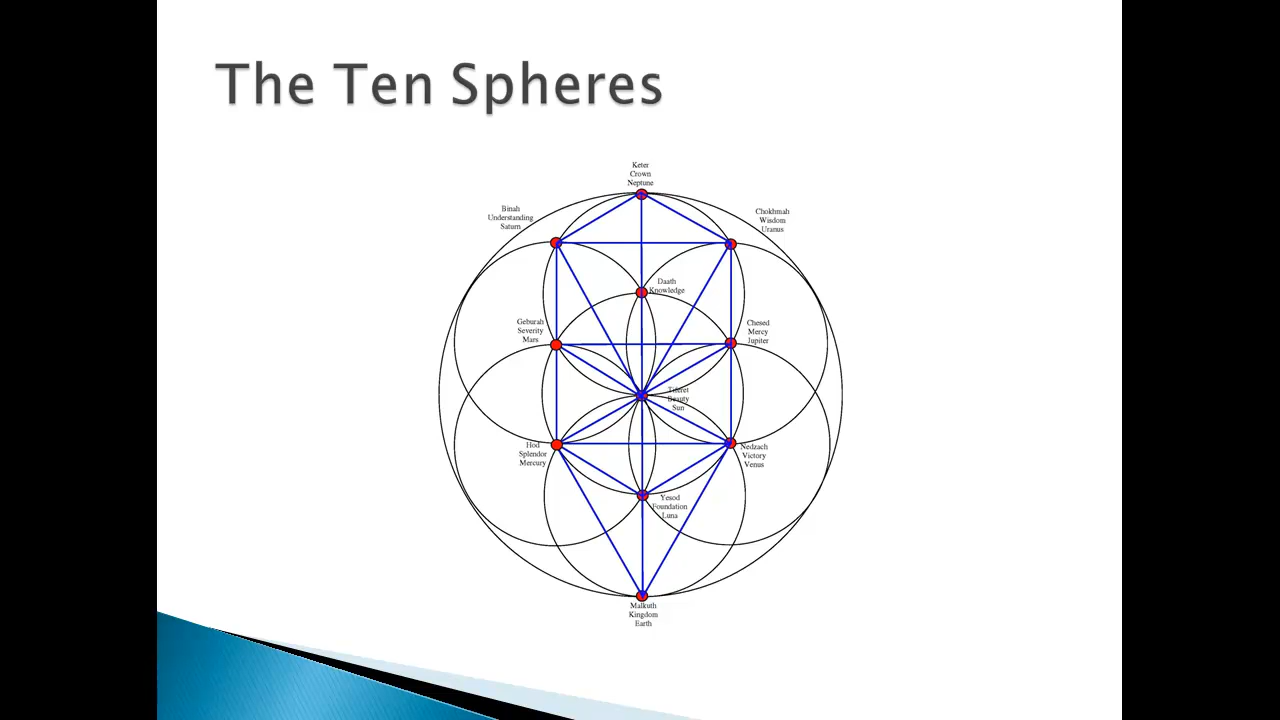 The Ten Spheres
Keter
Crown
Neptune
Binah
Understanding
Saturn
Chokhmah
Wisdom
Uranus
Daath
Knowledge
Geburah
Severity
Mars
Chesed
Mercy
Jupiter
Tiferet
Beauty
Sun
Hod
Splendor
Mercury
Nedzach
Victory
Venus
Yesod
Foundation
Luna
Malkuth
Kingdom
Earth